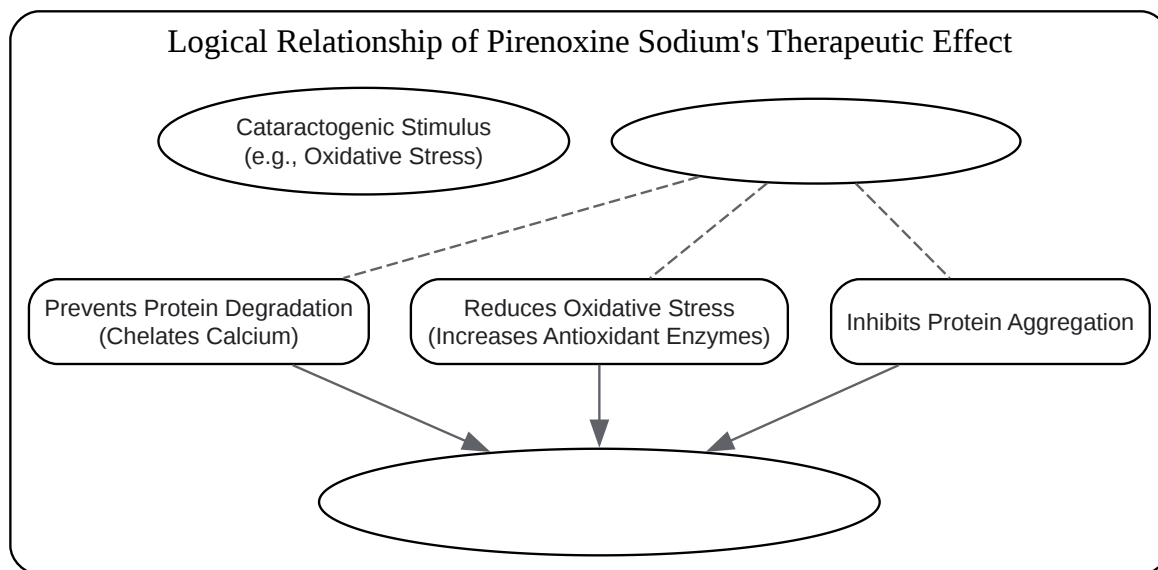 Logical Relationship of Pirenoxine Sodium's Therapeutic Effect
Cataractogenic Stimulus
(e.g., Oxidative Stress)
Prevents Protein Degradation
(Chelates Calcium)
Reduces Oxidative Stress
(Increases Antioxidant Enzymes)
Inhibits Protein Aggregation